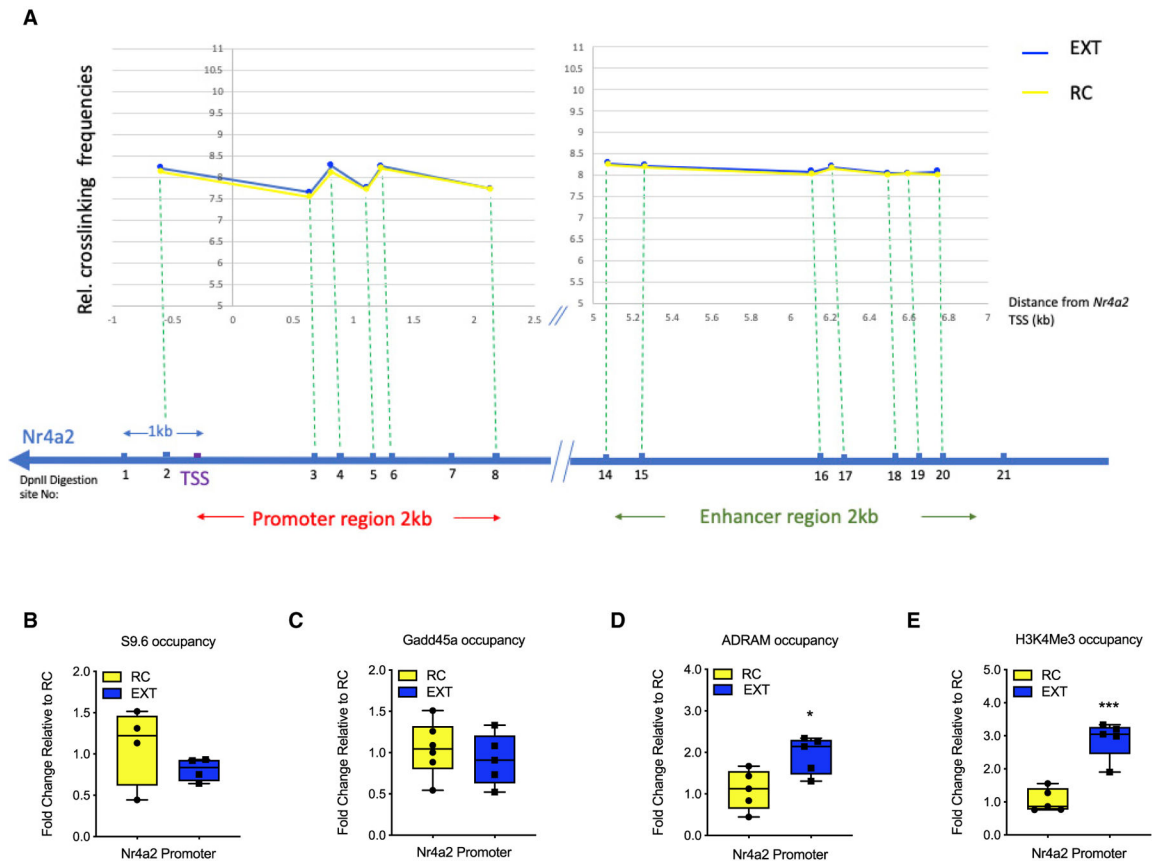 A
Rel. crosslinking frequencies
11
10.5
10
9.5
9
8.5
8
7.5
7
6.5
6
5.5
5
-1
-0.5
0
0.5
1
1.5
2
2.5
11
10.5
10
9.5
9
8.5
8
7.5
7
6.5
6
5.5
5
5
5.2
5.4
5.6
5.8
6
6.2
6.4
6.6
6.8
7
EXT
RC
Distance from Nr4a2
TSS (kb)
Nr4a2
1kb
DpnII Digestion
site No:
1 2 TSS 3 4 5 6 7 8 14 15 16 17 18 19 20 21
Promoter region 2kb
Enhancer region 2kb
B
S9.6 occupancy
Fold Change Relative to RC
2.0
1.5
1.0
0.5
0.0
RC
EXT
Nr4a2 Promoter
C
Gadd45a occupancy
Fold Change Relative to RC
2.0
1.5
1.0
0.5
0.0
RC
EXT
Nr4a2 Promoter
D
ADRAM occupancy
Fold Change Relative to RC
4.0
3.0
2.0
1.0
0.0
RC
EXT
*
Nr4a2 Promoter
E
H3K4Me3 occupancy
Fold Change Relative to RC
5.0
4.0
3.0
2.0
1.0
0.0
RC
EXT
***
Nr4a2 Promoter